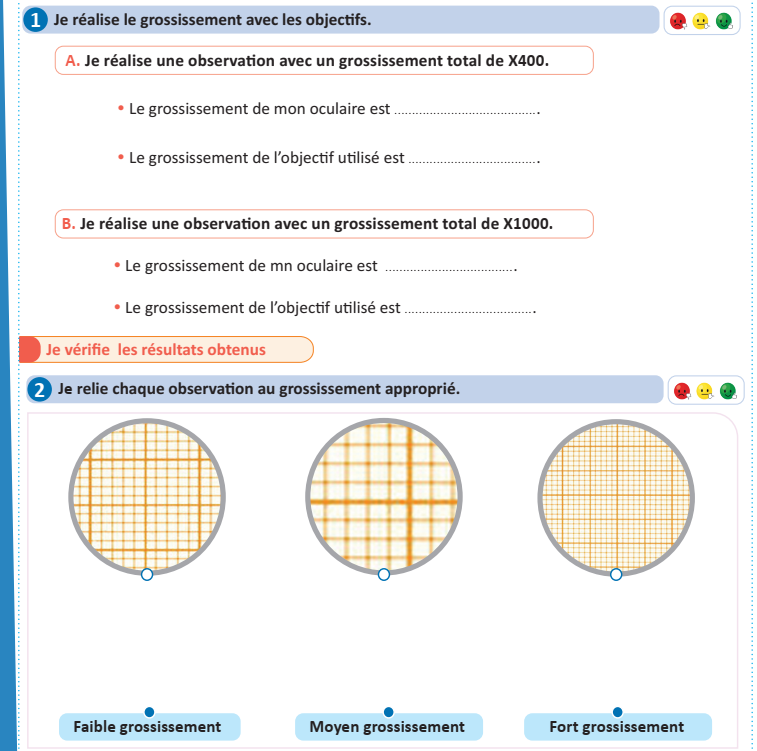 1 Je réalise le grossissement avec les objectifs.
A. Je réalise une observation avec un grossissement total de X400.
• Le grossissement de mon oculaire est ........................................
• Le grossissement de l'objectif utilisé est ....................................
B. Je réalise une observation avec un grossissement total de X1000.
• Le grossissement de mn oculaire est ....................................
• Le grossissement de l'objectif utilisé est ....................................
Je vérifie les résultats obtenus
2 Je relie chaque observation au grossissement approprié.
Faible grossissement Moyen grossissement Fort grossissement